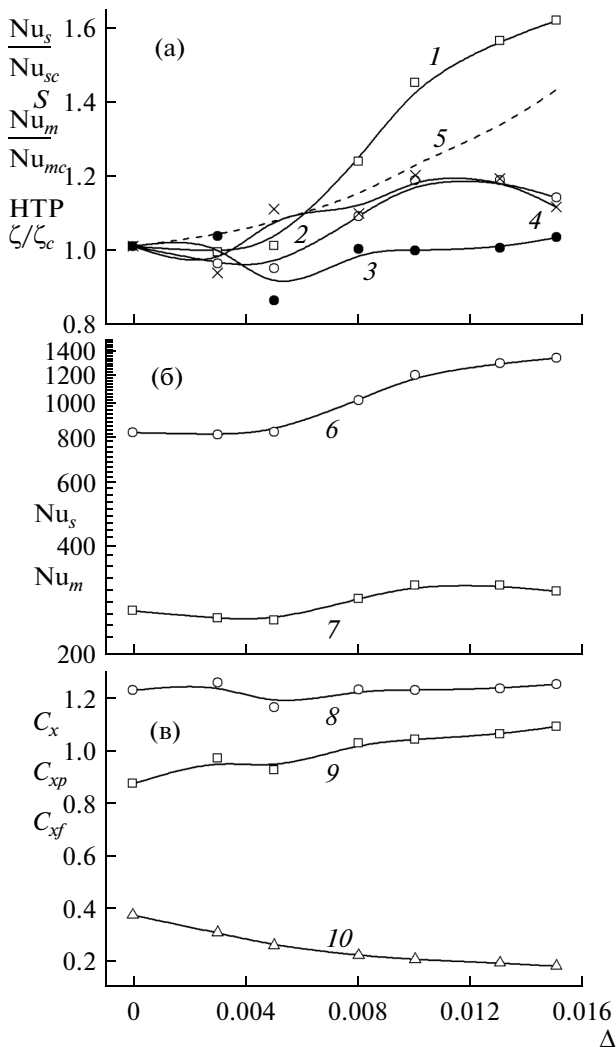 Nu_s
Nu_sc
S
Nu_m
Nu_mc
HTP
ζ/ζ_c
1.6
1.4
1.2
1.0
0.8
(а)
1
5
2
3
4
1400
1200
1000
800
600
Nu_s
400
Nu_m
200
(б)
6
7
1.2
C_x
1.0
C_xp
0.8
C_xf
0.6
0.4
0.2
(в)
8
9
10
0
0.004
0.008
0.012
0.016
Δ